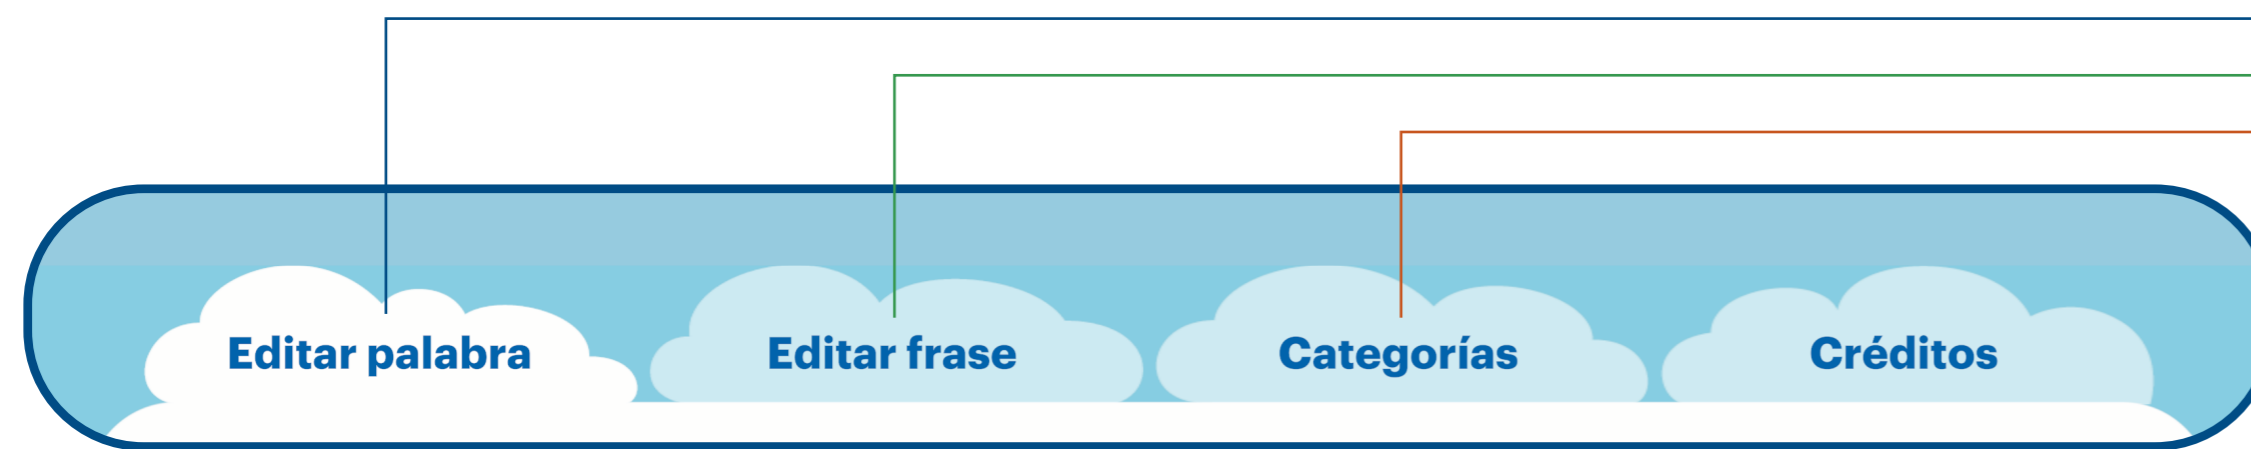 Editar palabra
Editar frase
Categorías
Créditos